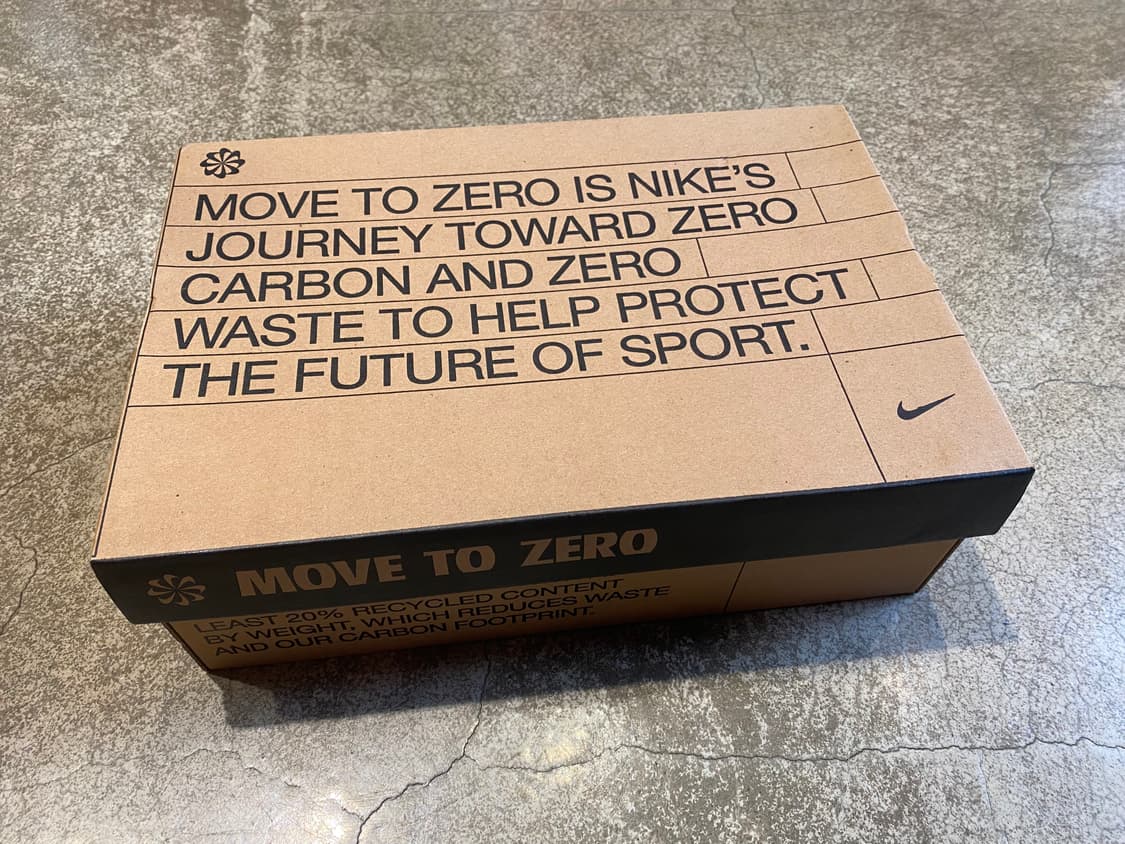 MOVE TO ZERO IS NIKE'S
JOURNEY TOWARD ZERO
CARBON AND ZERO
WASTE TO HELP PROTECT
THE FUTURE OF SPORT.
MOVE TO ZERO
LEAST 20% RECYCLED CONTENT
BY WEIGHT, WHICH REDUCES WASTE
AND OUR CARBON FOOTPRINT.